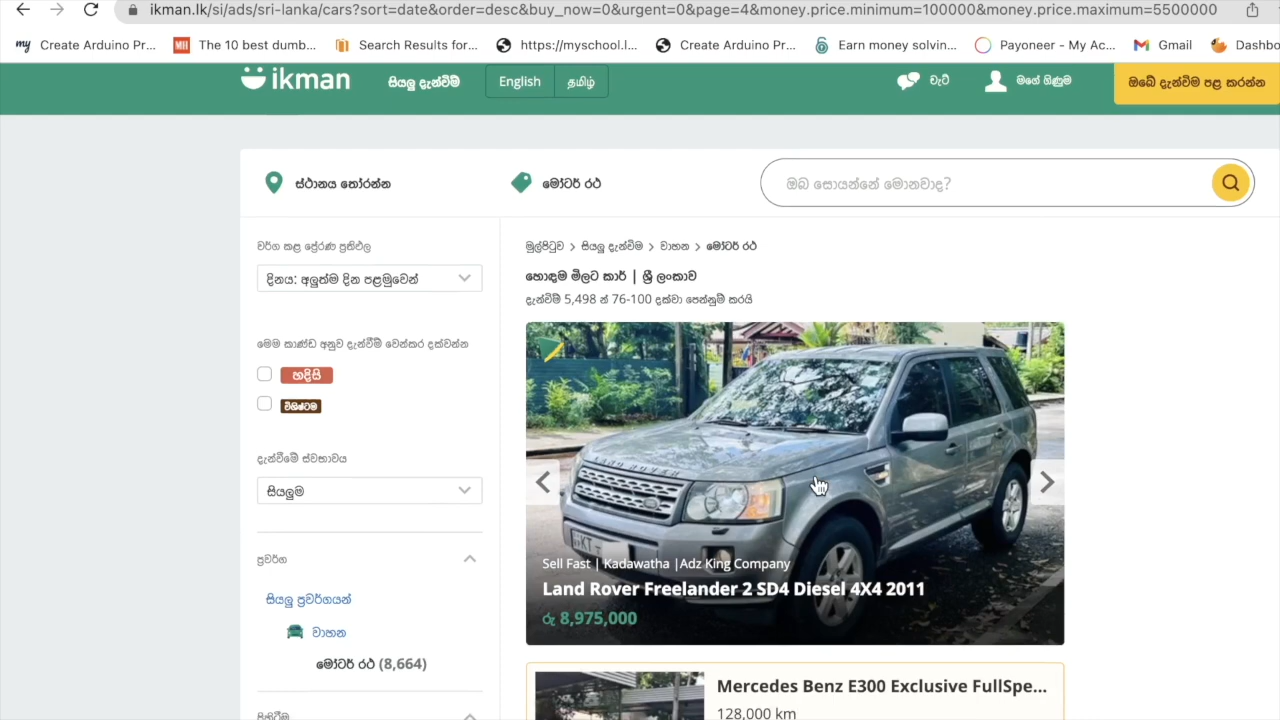 ikman.lk/si/ads/sri-lanka/cars?sort=date&order=desc&buy_now=0&urgent=0&page=4&money.price.minimum=100000&money.price.maximum=5500000
my Create Arduino Pr... MH The 10 best dumb... Search Results for... https://myschool.l... Create Arduino Pr... Earn money solvin... Payoneer - My Ac... Gmail Dashbo
ikman සියලු දැන්වීම් English தமிழ் චැට් මගේ ගිණුම ඔබේ දැන්වීම පළ කරන්න
ස්ථානය තෝරන්න මෝටර් රථ ඔබ සොයන්නේ මොනවාද?
වර්ග කළ ප්‍රේරණ ප්‍රතිඵල
දිනය: අලුත්ම දින පළමුවෙන්
මෙම කාණ්ඩ අනුව දැන්වීම් වෙන්කර දක්වන්න
හදිසි
විශිෂ්ටම
දැන්වීමේ ස්වභාවය
සියලුම
ප්‍රවර්ග
සියලු ප්‍රවර්ගයන්
වාහන
මෝටර් රථ (8,664)
පිහිටීම
මුල්පිටුව > සියලු දැන්වීම් > වාහන > මෝටර් රථ
හොඳම මිලට කාර් | ශ්‍රී ලංකාව
දැන්වීම් 5,498 න් 76-100 දක්වා පෙන්නුම් කරයි
LAND ROVER
KT
Sell Fast | Kadawatha |Adz King Company
Land Rover Freelander 2 SD4 Diesel 4X4 2011
රු 8,975,000
Mercedes Benz E300 Exclusive FullSpe...
128,000 km